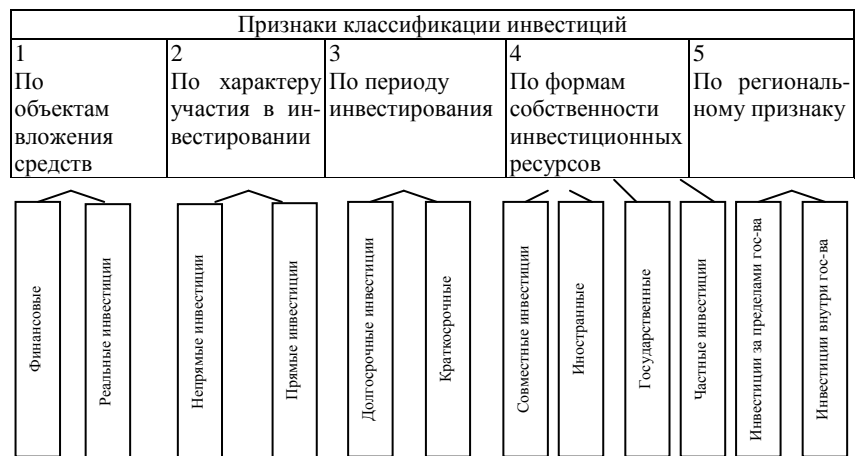 Признаки классификации инвестиций
1
По
объектам
вложения
средств
2
По характеру
участия в ин-
вестировании
3
По периоду
инвестирования
4
По формам
собственности
инвестиционных
ресурсов
5
По региональ-
ному признаку
Финансовые
Реальные инвестиции
Непрямые инвестиции
Прямые инвестиции
Долгосрочные инвестиции
Краткосрочные
Совместные инвестиции
Иностранные
Государственные
Частные инвестиции
Инвестиции за пределами гос-ва
Инвестиции внутри гос-ва